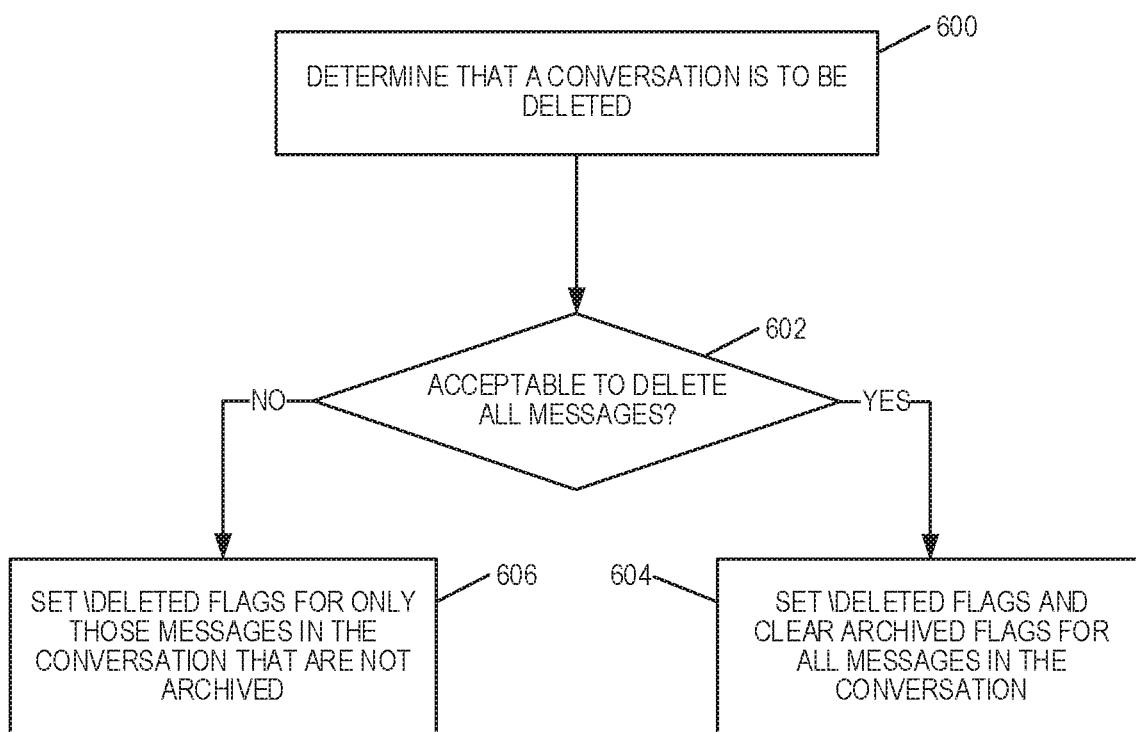 600
DETERMINE THAT A CONVERSATION IS TO BE
DELETED
602
ACCEPTABLE TO DELETE
ALL MESSAGES?
NO
YES
606
604
SET \DELETED FLAGS FOR ONLY
THOSE MESSAGES IN THE
CONVERSATION THAT ARE NOT
ARCHIVED
SET \DELETED FLAGS AND
CLEAR ARCHIVED FLAGS FOR
ALL MESSAGES IN THE
CONVERSATION